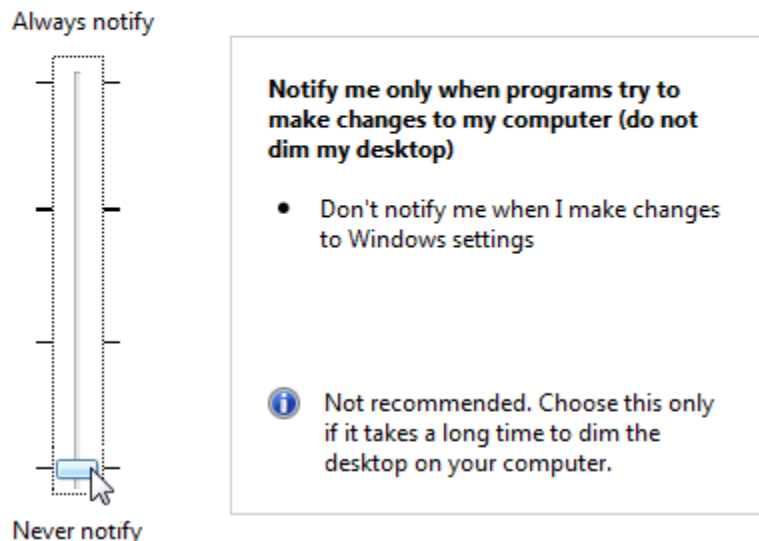 Always notify
Notify me only when programs try to
make changes to my computer (do not
dim my desktop)
• Don't notify me when I make changes
to Windows settings
Not recommended. Choose this only
if it takes a long time to dim the
desktop on your computer.
Never notify